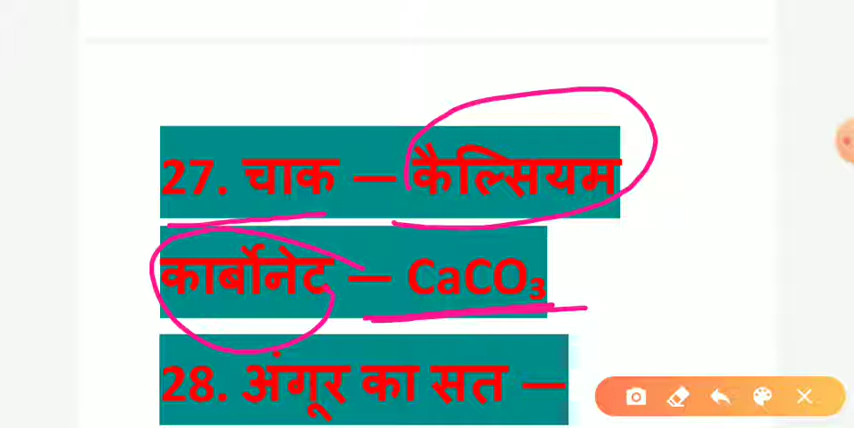 27. चाक — कैल्सियम
कार्बोनेट — CaCO₃
28. अंगूर का सत —